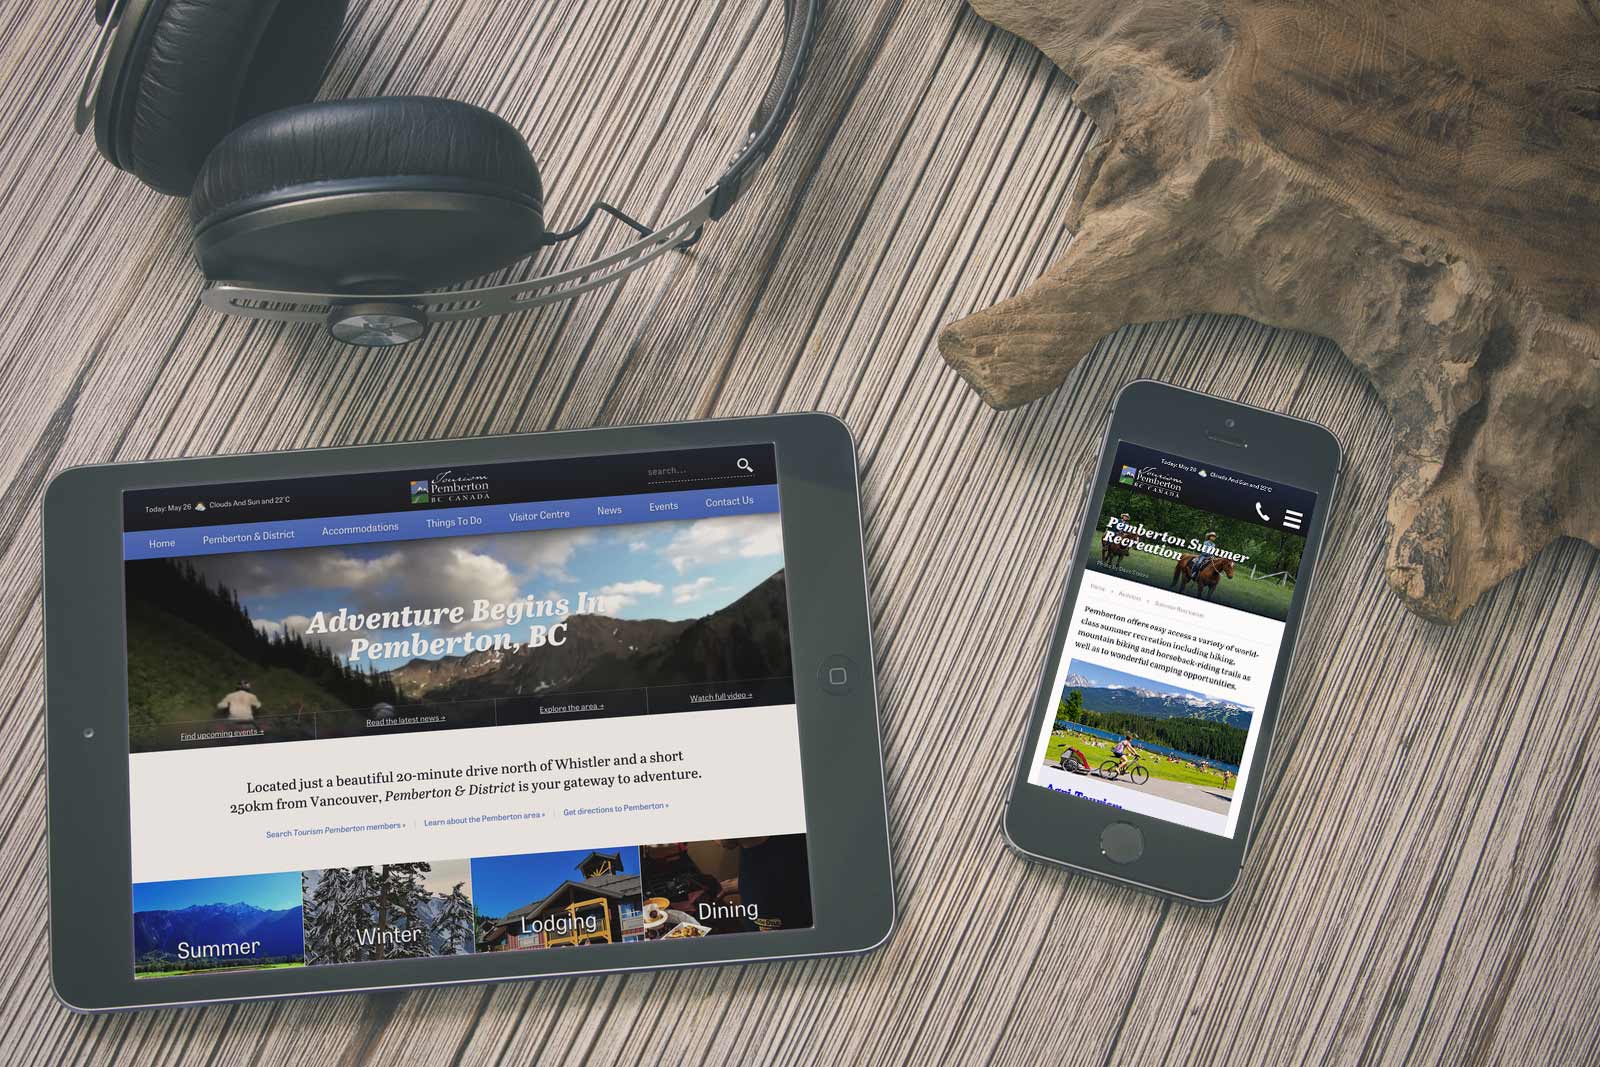 Today: May 26 Clouds And Sun and 22°C
Tourism
Pemberton
BC CANADA
search...
Home Pemberton & District Accommodations Things To Do Visitor Centre News Events Contact Us
Adventure Begins In
Pemberton, BC
Find upcoming events → Read the latest news → Explore the area → Watch full video →
Located just a beautiful 20-minute drive north of Whistler and a short
250km from Vancouver, Pemberton & District is your gateway to adventure.
Search Tourism Pemberton members » Learn about the Pemberton area » Get directions to Pemberton »
Summer Winter Lodging Dining
Today: May 26 Clouds And Sun and 22°C
Tourism
Pemberton
BC CANADA
Pemberton Summer
Recreation
Photo by Dave Steers
Home > Activities > Summer Recreation
Pemberton offers easy access a variety of world-
class summer recreation including hiking,
mountain biking and horseback-riding trails as
well as to wonderful camping opportunities.
Agri Tourism